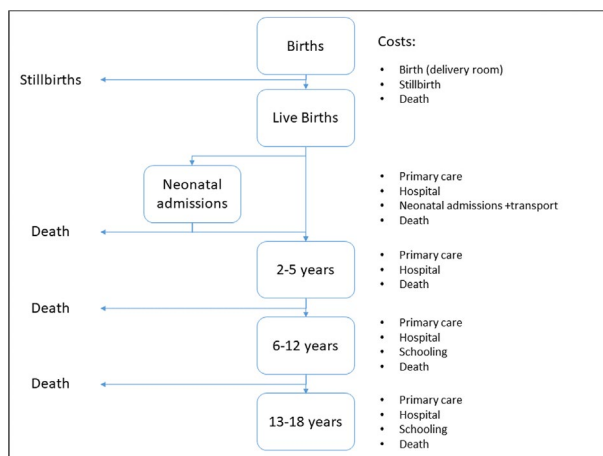 Births
Costs:
• Birth (delivery room)
• Stillbirth
• Death
Stillbirths
Live Births
Neonatal
admissions
• Primary care
• Hospital
• Neonatal admissions +transport
• Death
Death
2-5 years
• Primary care
• Hospital
• Death
Death
6-12 years
• Primary care
• Hospital
• Schooling
• Death
Death
13-18 years
• Primary care
• Hospital
• Schooling
• Death